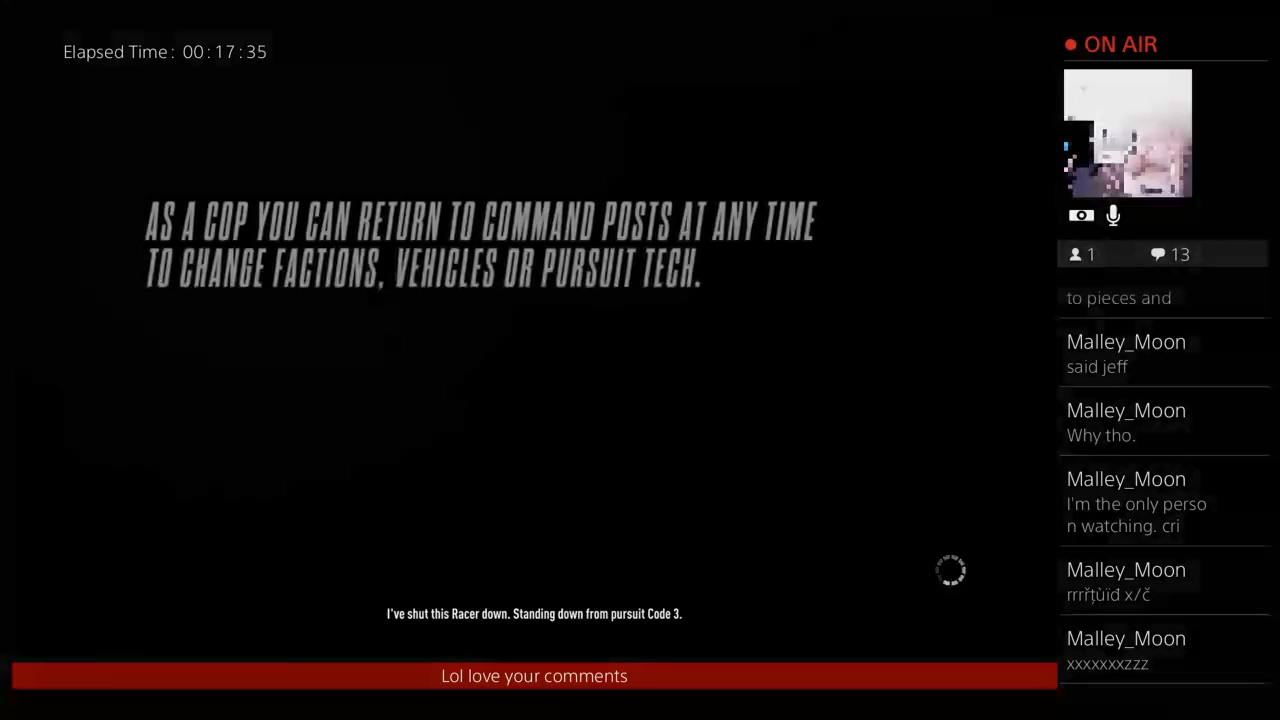 Elapsed Time: 00:17:35
ON AIR
AS A COP YOU CAN RETURN TO COMMAND POSTS AT ANY TIME
TO CHANGE FACTIONS, VEHICLES OR PURSUIT TECH.
1
13
to pieces and
Malley_Moon
said jeff
Malley_Moon
Why tho.
Malley_Moon
I'm the only perso
n watching. cri
Malley_Moon
rrrřţùïđ x/č
Malley_Moon
xxxxxxxzzz
I've shut this Racer down. Standing down from pursuit Code 3.
Lol love your comments